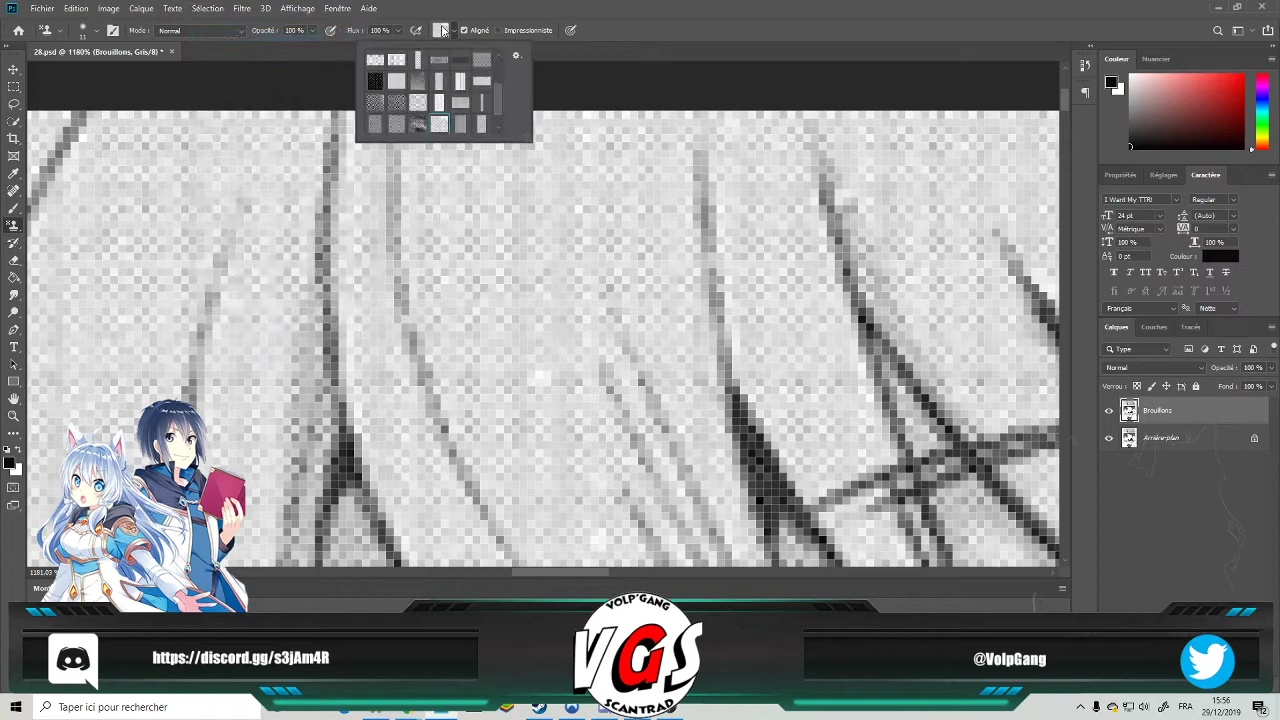 Ps Fichier Edition Image Calque Texte Sélection Filtre 3D Affichage Fenêtre Aide
11 Mode : Normal Opacité : 100 % Flux : 100 % Aligné Impressionniste
28.psd @ 1180% (Brouillons, Gris/8) * ×
Couleur Nuancier
Propriétés Réglages Caractère
I Want My TTR! Regular
24 pt (Auto)
Métrique 0
100 % 100 %
0 pt Couleur :
Français Nette
Calques Couches Tracés
Type
Normal Opacité : 100 %
Verrou : Fond : 100 %
Brouillons
Arrière-plan
1181.03
VOLP'GANG
VGS
SCANTRAD
https://discord.gg/s3jAm4R
@VolpGang
Taper ici pour rechercher
FRA 15:56
29/12/2019